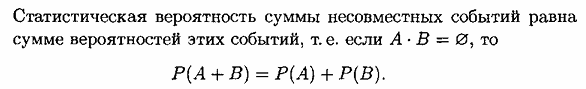 Статистическая вероятность суммы несовместных событий равна
сумме вероятностей этих событий, т. е. если A · B = ∅, то
P(A + B) = P(A) + P(B).